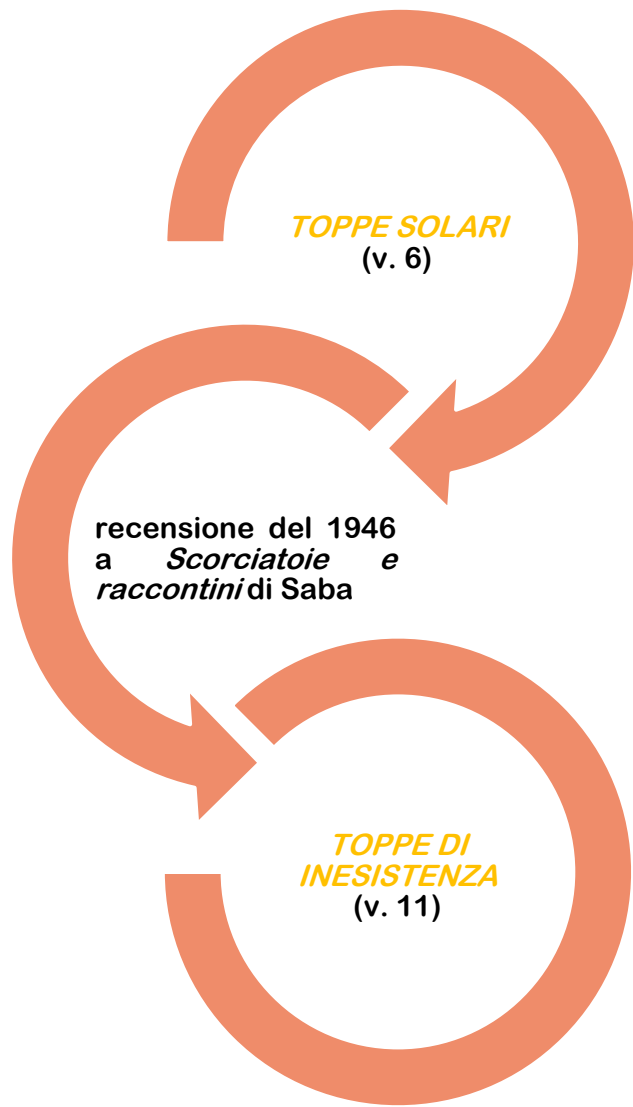 TOPPE SOLARI
(v. 6)
recensione del 1946
a Scorciatoie e
raccontini di Saba
TOPPE DI
INESISTENZA
(v. 11)